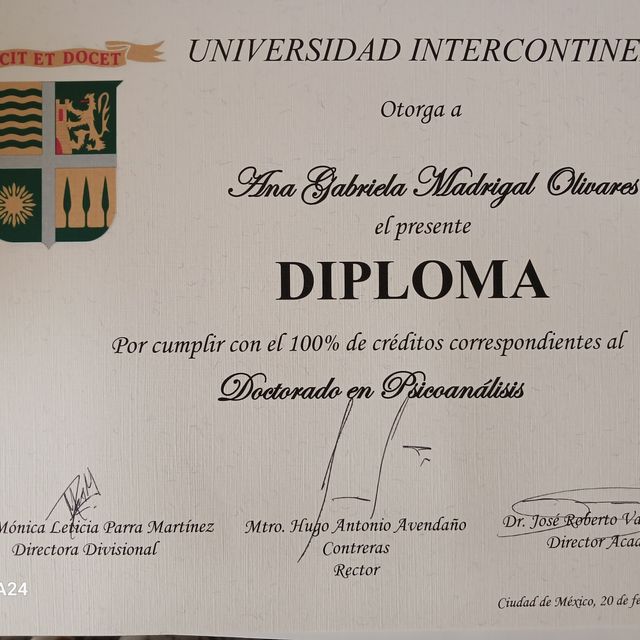 CIT ET DOCET
UNIVERSIDAD INTERCONTINE
Otorga a
Ana Gabriela Madrigal Olivares
el presente
DIPLOMA
Por cumplir con el 100% de créditos correspondientes al
Doctorado en Psicoanálisis
Mónica Leticia Parra Martínez
Directora Divisional
Mtro. Hugo Antonio Avendaño
Contreras
Rector
Dr. José Roberto Va
Director Acad
A24
Ciudad de México, 20 de fe